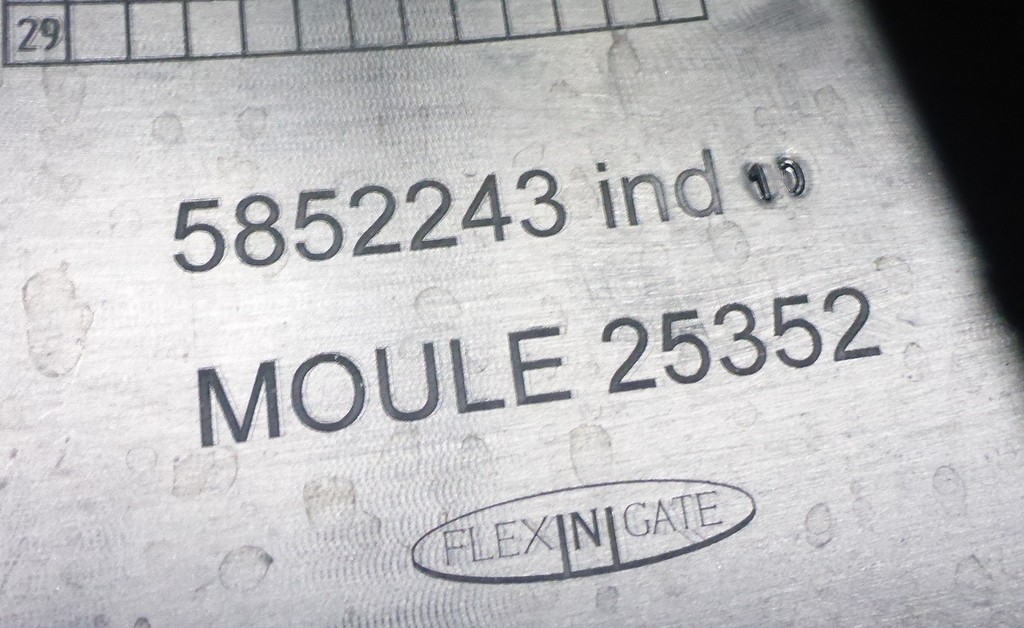 29
5852243 ind 10
MOULE 25352
FLEX|N|GATE